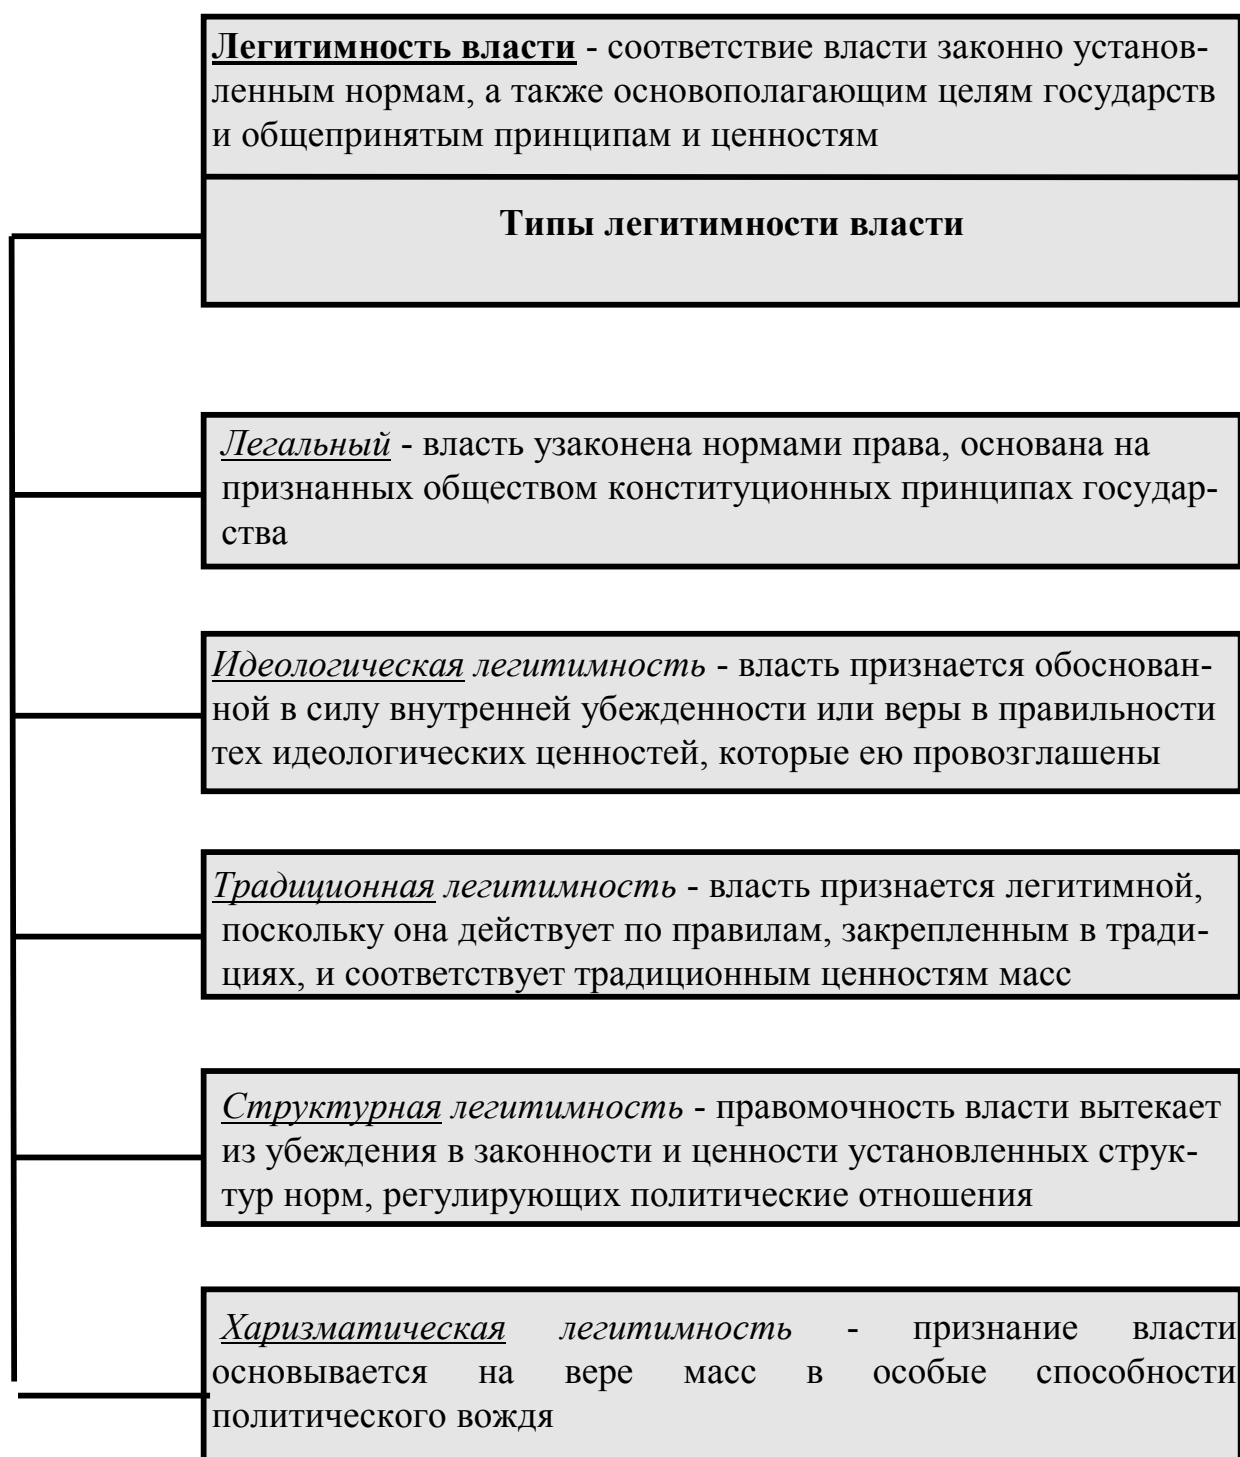 Легитимность власти - соответствие власти законно установ-
ленным нормам, а также основополагающим целям государств
и общепринятым принципам и ценностям
Типы легитимности власти
Легальный - власть узаконена нормами права, основана на
признанных обществом конституционных принципах государ-
ства
Идеологическая легитимность - власть признается обоснован-
ной в силу внутренней убежденности или веры в правильности
тех идеологических ценностей, которые ею провозглашены
Традиционная легитимность - власть признается легитимной,
поскольку она действует по правилам, закрепленным в тради-
циях, и соответствует традиционным ценностям масс
Структурная легитимность - правомочность власти вытекает
из убеждения в законности и ценности установленных струк-
тур норм, регулирующих политические отношения
Харизматическая легитимность - признание власти
основывается на вере масс в особые способности
политического вождя